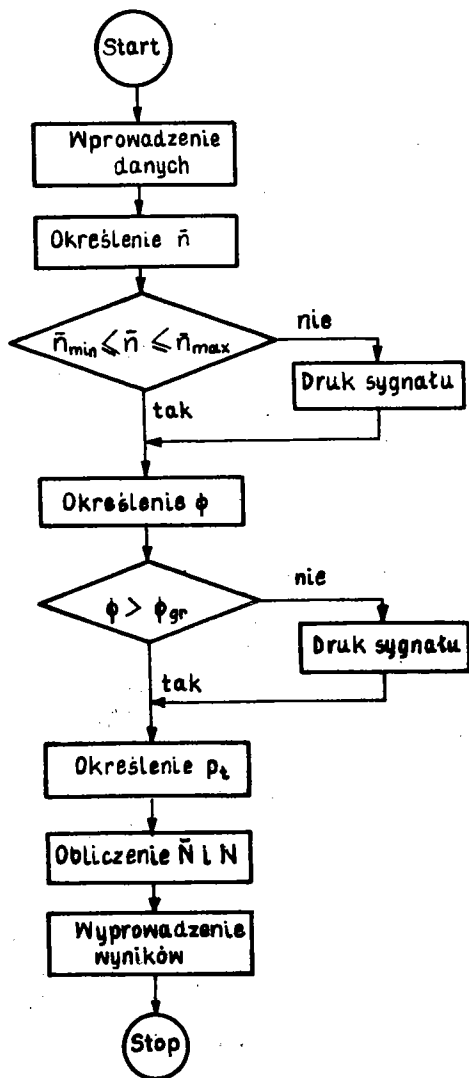 Start
Wprowadzenie
danych
Określenie n̄
n̄min ⩽ n̄ ⩽ n̄max
nie
Druk sygnału
tak
Określenie ϕ
nie
ϕ > ϕgr
Druk sygnału
tak
Określenie pt
Obliczenie N̄ i N
Wyprowadzenie
wyników
Stop